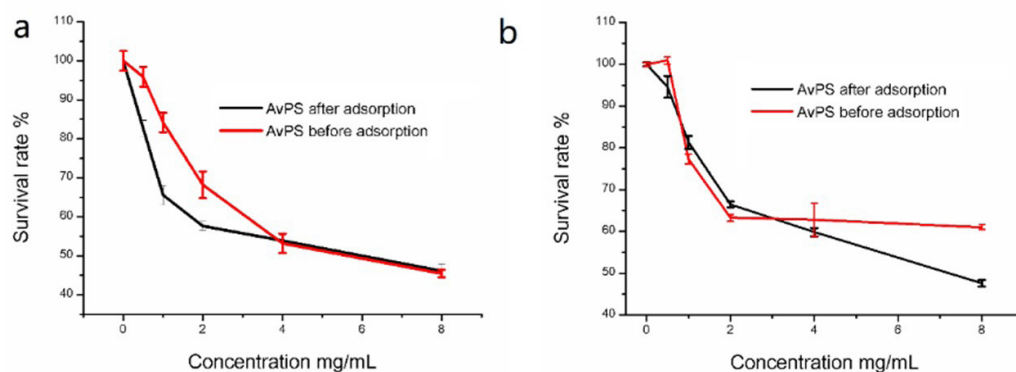 a
110
100
90
80
70
60
50
40
Survival rate %
AvPS after adsorption
AvPS before adsorption
0
2
4
6
8
Concentration mg/mL
b
110
100
90
80
70
60
50
40
Survival rate %
AvPS after adsorption
AvPS before adsorption
0
2
4
6
8
Concentration mg/mL